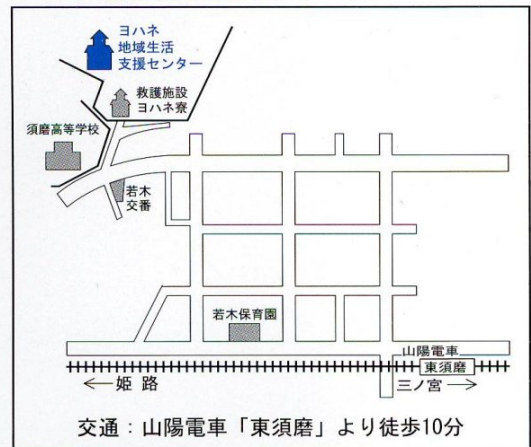 ヨハネ
地域生活
支援センター
救護施設
ヨハネ寮
須磨高等学校
若木
交番
若木保育園
山陽電車
東須磨
← 姫路
三ノ宮 →
交通：山陽電車「東須磨」より徒歩10分